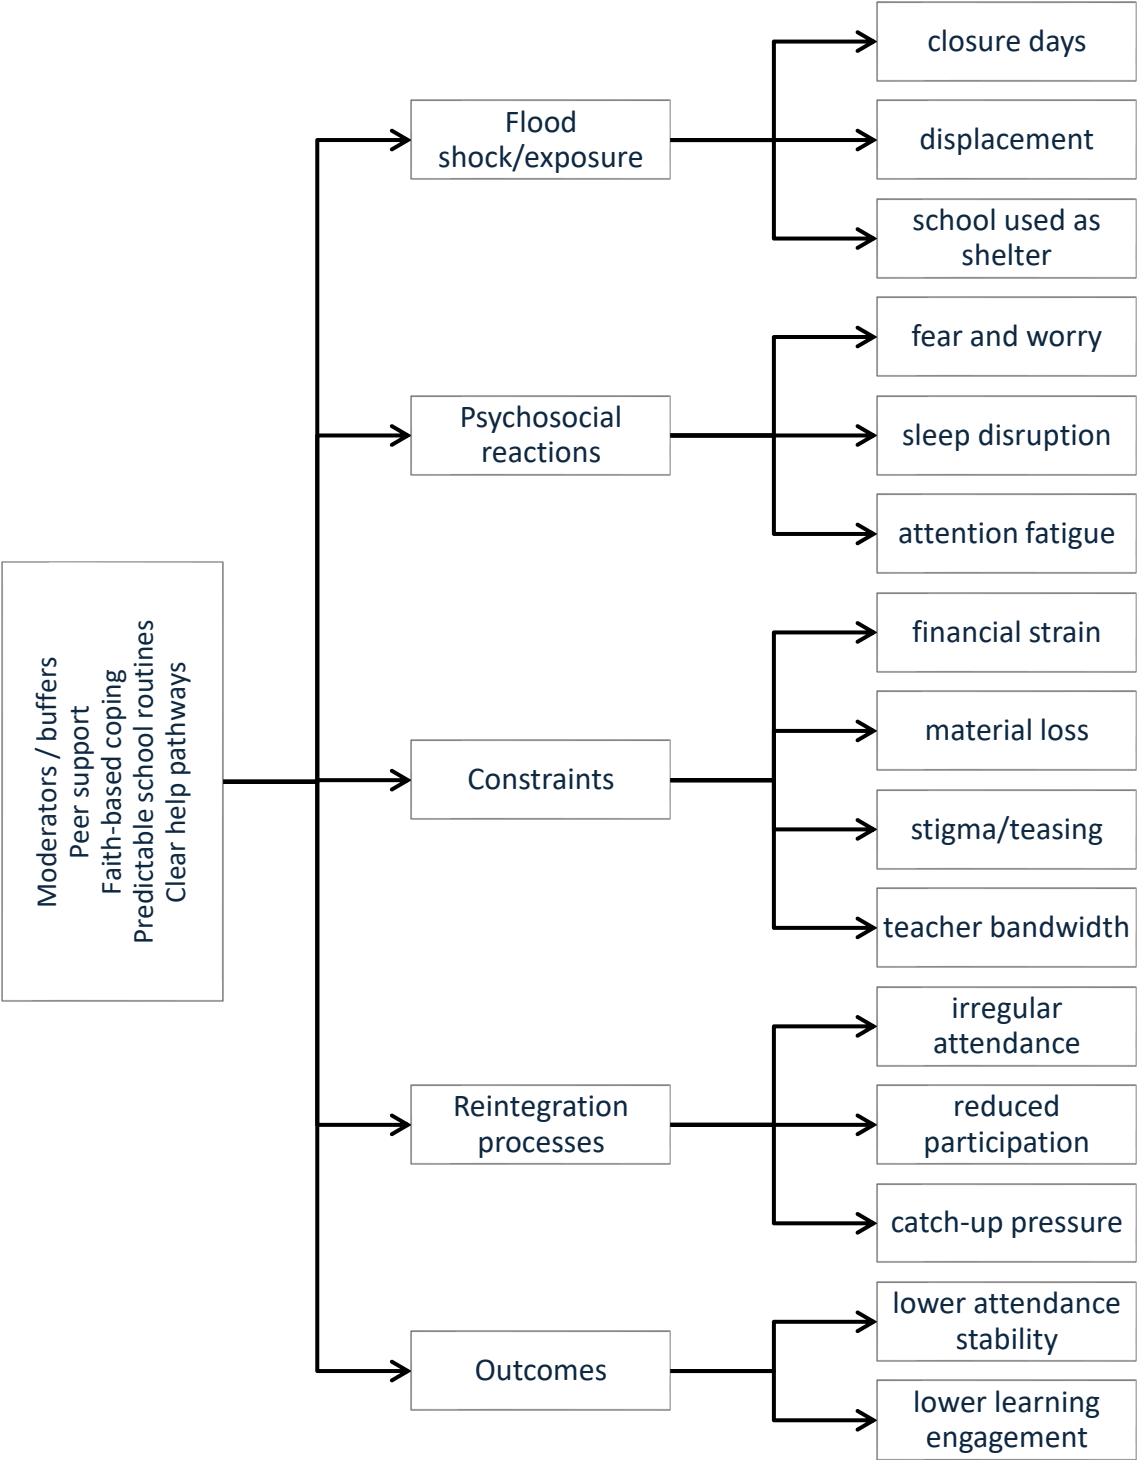 Moderators / buffers
Peer support
Faith-based coping
Predictable school routines
Clear help pathways
Flood
shock/exposure
closure days
displacement
school used as
shelter
Psychosocial
reactions
fear and worry
sleep disruption
attention fatigue
Constraints
financial strain
material loss
stigma/teasing
teacher bandwidth
Reintegration
processes
irregular
attendance
reduced
participation
catch-up pressure
Outcomes
lower attendance
stability
lower learning
engagement